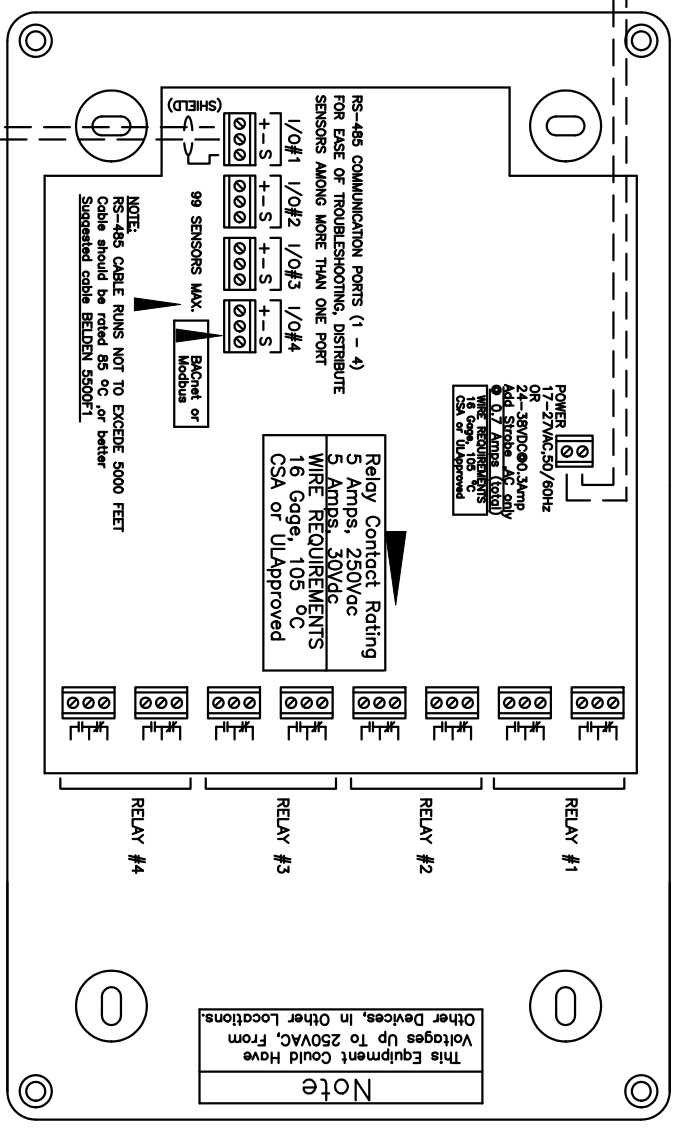 POWER
17-27VAC,50/60Hz
OR
24-38VDC@0.3Amp
Add Strobe AC only
@ 0.7 Amps (total)
WIRE REQUIREMENTS
16 Gage, 105 °C
CSA or ULApproved
RS-485 COMMUNICATION PORTS (1 - 4)
FOR EASE OF TROUBLESHOOTING, DISTRIBUTE
SENSORS AMONG MORE THAN ONE PORT
I/O#1 I/O#2 I/O#3 I/O#4
+ - S + - S + - S + - S
(SHIELD)
99 SENSORS MAX.
BACnet or
Modbus
NOTE:
RS-485 CABLE RUNS NOT TO EXCEDE 5000 FEET
Cable should be rated 85 °C ,or better
Suggested cable BELDEN 5500F1
Relay Contact Rating
5 Amps, 250Vac
5 Amps, 30Vdc
WIRE REQUIREMENTS
16 Gage, 105 °C
CSA or ULApproved
RELAY #1
RELAY #2
RELAY #3
RELAY #4
Note
This Equipment Could Have
Voltages Up To 250VAC, From
Other Devices, In Other Locations.